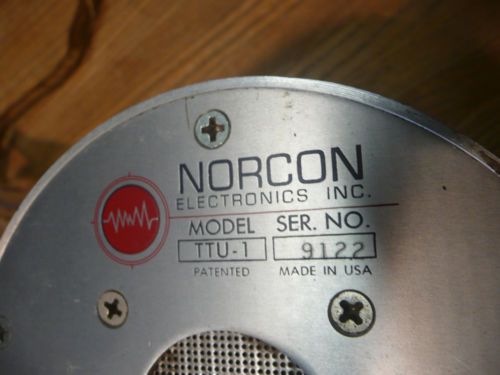 NORCON
ELECTRONICS INC.
MODEL SER. NO.
TTU-1 9122
PATENTED MADE IN USA